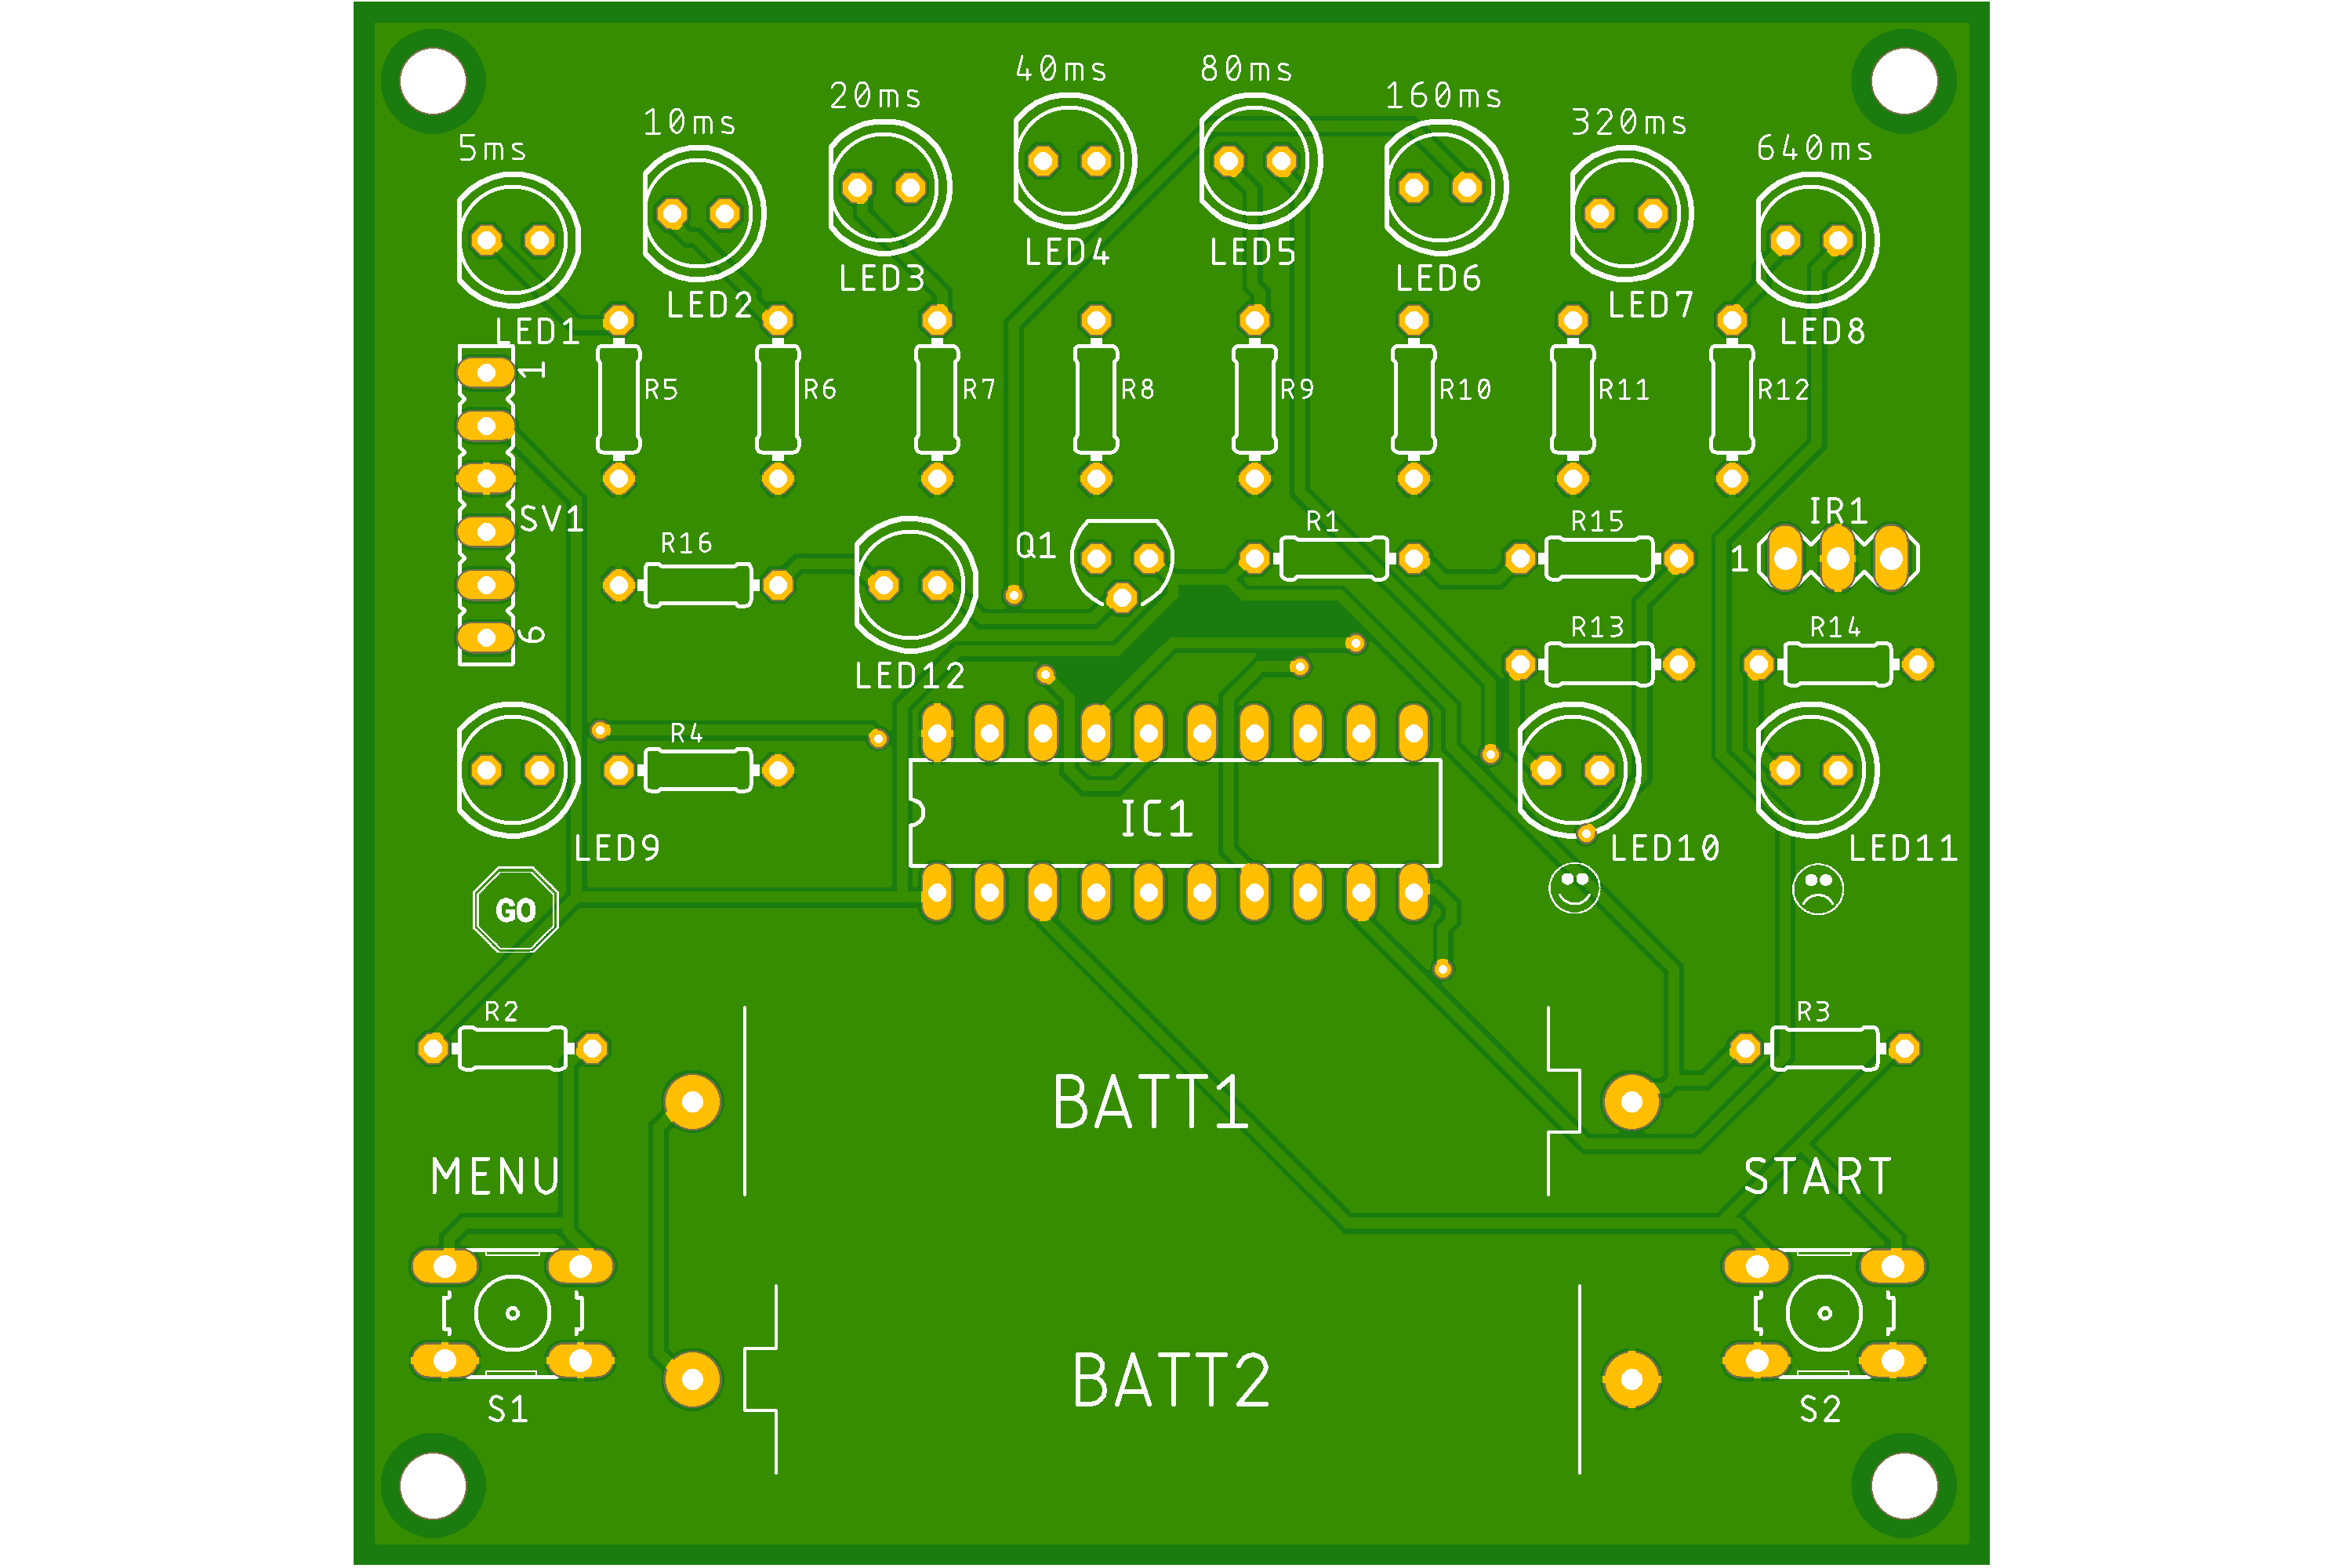 40ms 80ms
20ms 160ms
10ms 320ms
5ms 640ms
LED4 LED5
LED3 LED6
LED2 LED7
LED1 LED8
1
R5 R6 R7 R8 R9 R10 R11 R12
SV1 R1 R15 IR1
R16 Q1 1
6 R13 R14
LED12
R4
IC1
LED9 LED10 LED11
GO
R2 R3
BATT1
MENU START
BATT2
S1 S2